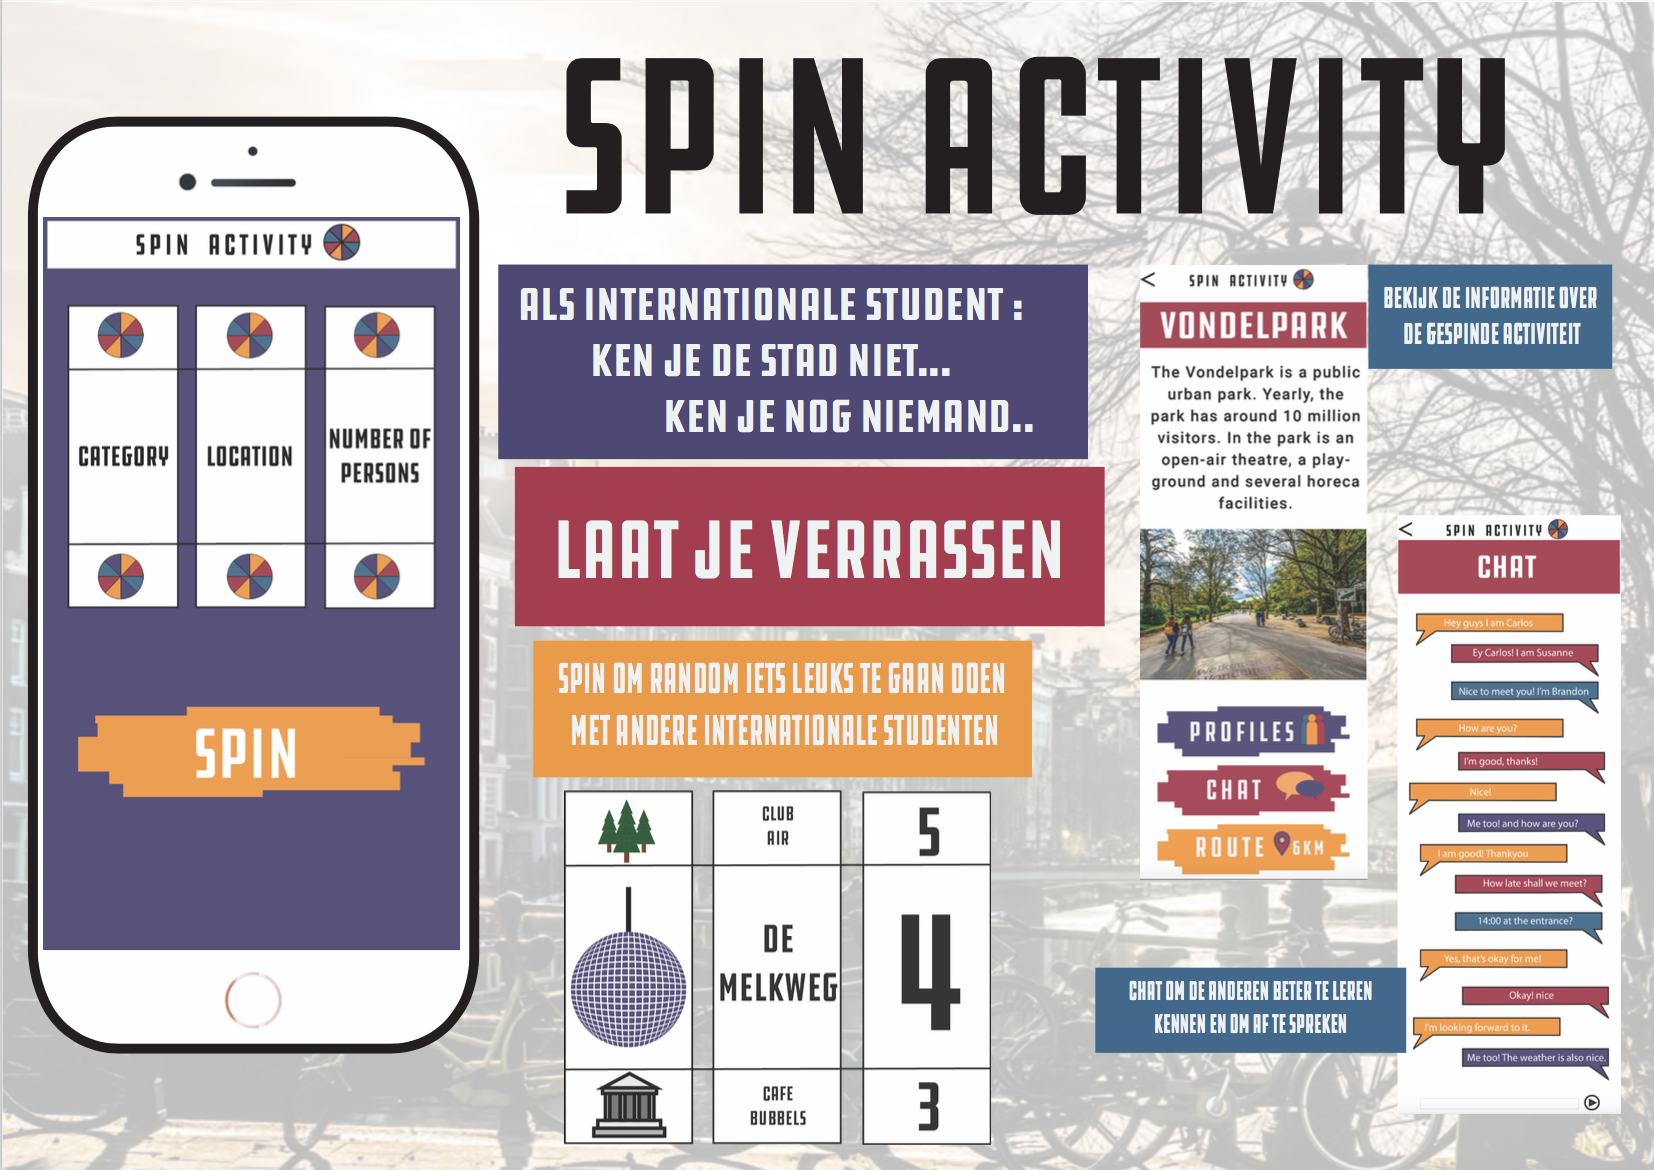 SPIN ACTIVITY
SPIN ACTIVITY
CATEGORY
LOCATION
NUMBER OF
PERSONS
SPIN
ALS INTERNATIONALE STUDENT :
KEN JE DE STAD NIET...
KEN JE NOG NIEMAND..
LAAT JE VERRASSEN
SPIN OM RANDOM IETS LEUKS TE GAAN DOEN
MET ANDERE INTERNATIONALE STUDENTEN
CLUB
AIR
5
DE
MELKWEG
4
CAFE
BUBBELS
3
< SPIN ACTIVITY
VONDELPARK
The Vondelpark is a public
urban park. Yearly, the
park has around 10 million
visitors. In the park is an
open-air theatre, a play-
ground and several horeca
facilities.
PROFILES
CHAT
ROUTE 6KM
BEKIJK DE INFORMATIE OVER
DE GESPINDE ACTIVITEIT
< SPIN ACTIVITY
CHAT
Hey guys I am Carlos
Ey Carlos! I am Susanne
Nice to meet you! I'm Brandon
How are you?
I'm good, thanks!
Nice!
Me too! and how are you?
I am good! Thankyou
How late shall we meet?
14:00 at the entrance?
Yes, that's okay for me!
Okay! nice
I'm looking forward to it.
Me too! The weather is also nice.
CHAT OM DE ANDEREN BETER TE LEREN
KENNEN EN OM AF TE SPREKEN